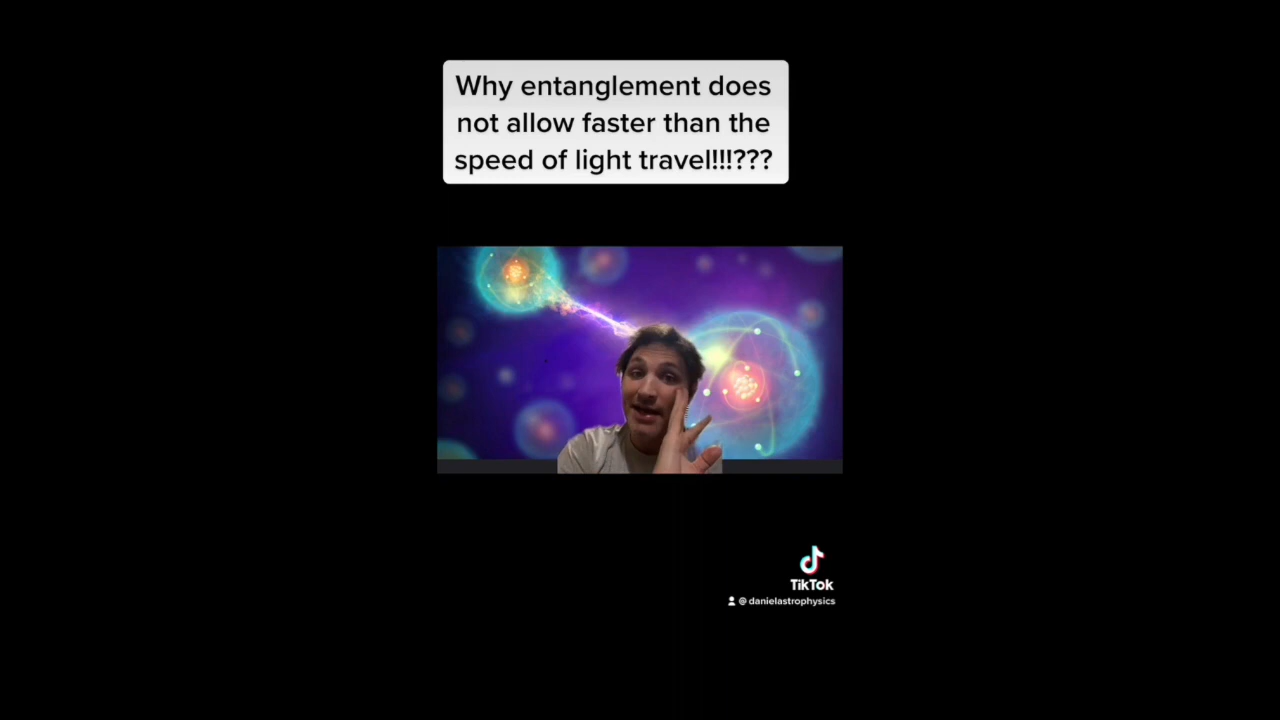 Why entanglement does
not allow faster than the
speed of light travel!!!???
TikTok
@ danielastrophysics